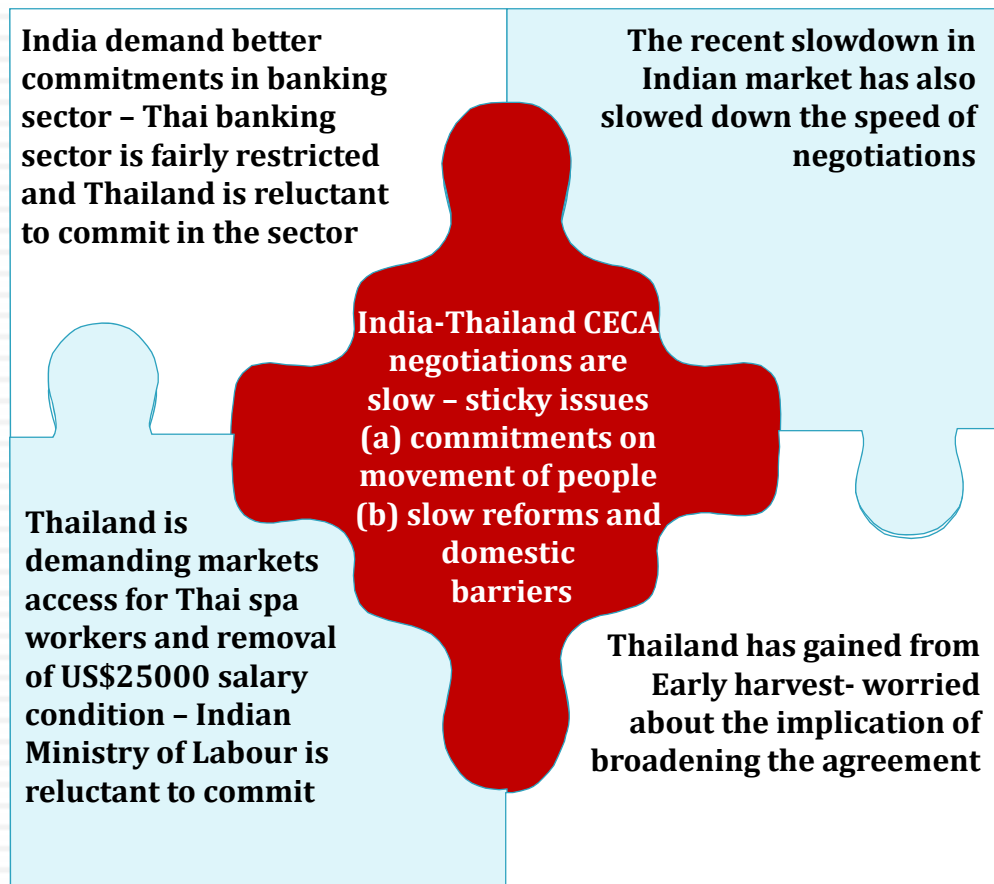 India demand better
commitments in banking
sector – Thai banking
sector is fairly restricted
and Thailand is reluctant
to commit in the sector
The recent slowdown in
Indian market has also
slowed down the speed of
negotiations
India-Thailand CECA
negotiations are
slow – sticky issues
(a) commitments on
movement of people
(b) slow reforms and
domestic
barriers
Thailand is
demanding markets
access for Thai spa
workers and removal
of US$25000 salary
condition – Indian
Ministry of Labour is
reluctant to commit
Thailand has gained from
Early harvest- worried
about the implication of
broadening the agreement